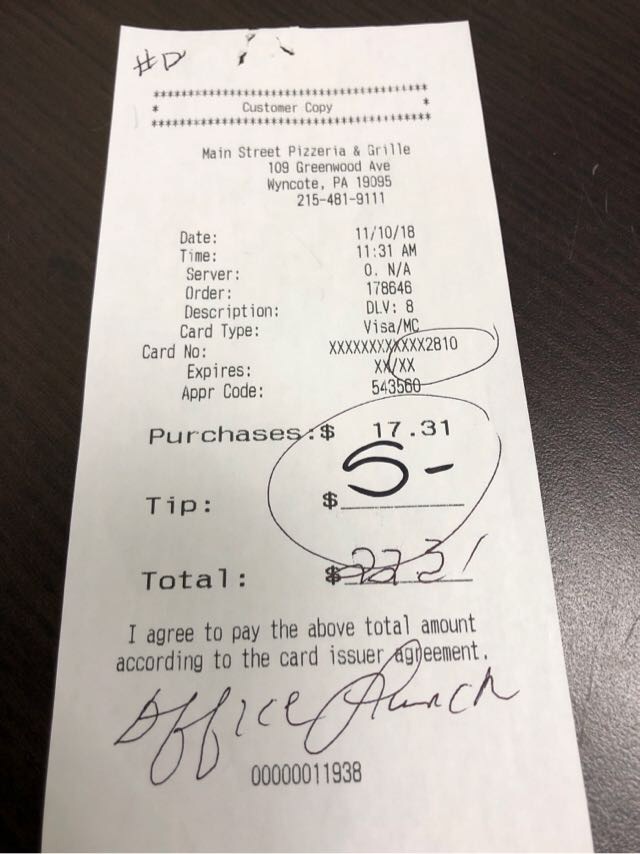 #D
*****************************************
* Customer Copy *
*****************************************
Main Street Pizzeria & Grille
109 Greenwood Ave
Wyncote, PA 19095
215-481-9111
Date: 11/10/18
Time: 11:31 AM
Server: O. N/A
Order: 178646
Description: DLV: 8
Card Type: Visa/MC
Card No: XXXXXXXXXXXX2810
Expires: XX/XX
Appr Code: 543560
Purchases:$ 17.31
Tip: $ 5-
Total: $22.31
I agree to pay the above total amount
according to the card issuer agreement.
Office Lunch
00000011938